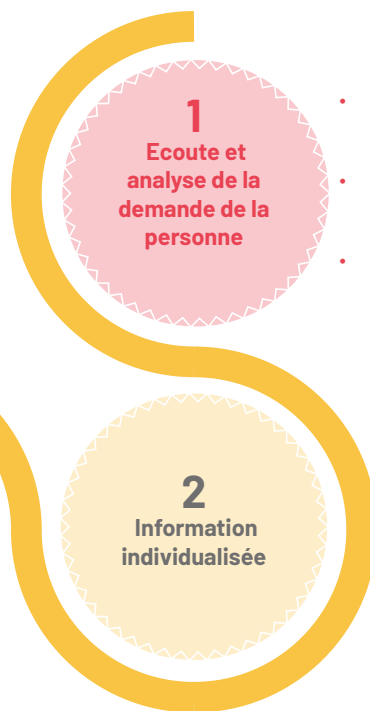 1
Ecoute et
analyse de la
demande de la
personne
2
Information
individualisée